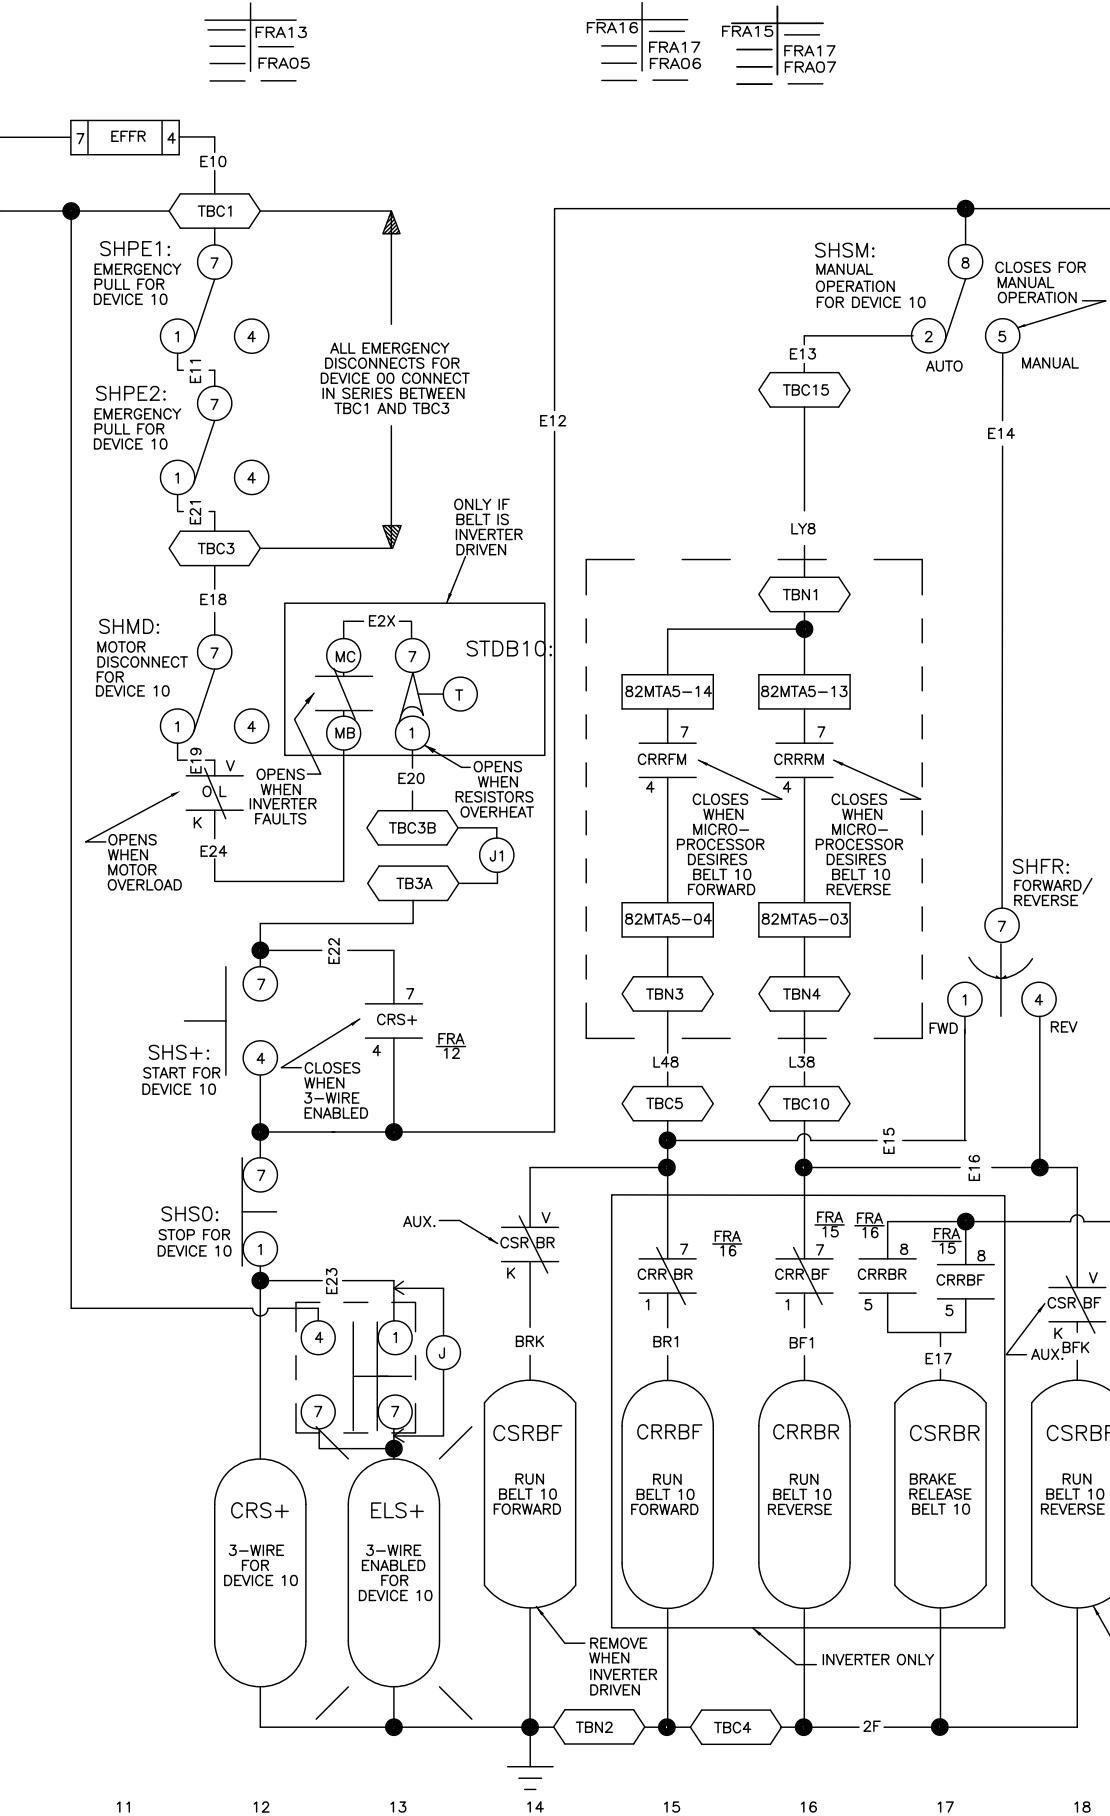 FRA13
FRA05
FRA16
FRA17
FRA06
FRA15
FRA17
FRA07
7 EFFR 4
E10
TBC1
SHPE1:
EMERGENCY
PULL FOR
DEVICE 10
7
1
4
E11
SHPE2:
EMERGENCY
PULL FOR
DEVICE 10
7
1
4
E21
TBC3
ALL EMERGENCY
DISCONNECTS FOR
DEVICE 00 CONNECT
IN SERIES BETWEEN
TBC1 AND TBC3
E18
SHMD:
MOTOR
DISCONNECT
FOR
DEVICE 10
7
1
4
E19
V
OL
K
E24
OPENS
WHEN
MOTOR
OVERLOAD
ONLY IF
BELT IS
INVERTER
DRIVEN
E2X
MC
7
STDB10:
T
MB
1
OPENS
WHEN
INVERTER
FAULTS
E20
OPENS
WHEN
RESISTORS
OVERHEAT
TBC3B
J1
TB3A
E22
7
7
CRS+
4
FRA
12
SHS+:
START FOR
DEVICE 10
4
CLOSES
WHEN
3-WIRE
ENABLED
7
SHS0:
STOP FOR
DEVICE 10
1
E23
4
1
J
7
7
CRS+
3-WIRE
FOR
DEVICE 10
ELS+
3-WIRE
ENABLED
FOR
DEVICE 10
E12
SHSM:
MANUAL
OPERATION
FOR DEVICE 10
8
CLOSES FOR
MANUAL
OPERATION
2
5
AUTO
MANUAL
E13
TBC15
E14
LY8
TBN1
82MTA5-14
82MTA5-13
7
CRRFM
4
7
CRRRM
4
CLOSES
WHEN
MICRO-
PROCESSOR
DESIRES
BELT 10
FORWARD
CLOSES
WHEN
MICRO-
PROCESSOR
DESIRES
BELT 10
REVERSE
82MTA5-04
82MTA5-03
TBN3
TBN4
SHFR:
FORWARD/
REVERSE
7
1
4
FWD
REV
L48
L38
TBC5
TBC10
E15
E16
AUX.
V
CSRBR
K
BRK
7
CRRBR
1
FRA
16
BR1
FRA
15
7
CRRBF
1
BF1
FRA
16
8
CRRBR
5
FRA
15
8
CRRBF
5
E17
V
CSRBF
K
AUX.
BFK
CSRBF
RUN
BELT 10
FORWARD
CRRBF
RUN
BELT 10
FORWARD
CRRBR
RUN
BELT 10
REVERSE
CSRBR
BRAKE
RELEASE
BELT 10
CSRBF
RUN
BELT 10
REVERSE
REMOVE
WHEN
INVERTER
DRIVEN
INVERTER ONLY
TBN2
TBC4
2F
11 12 13 14 15 16 17 18